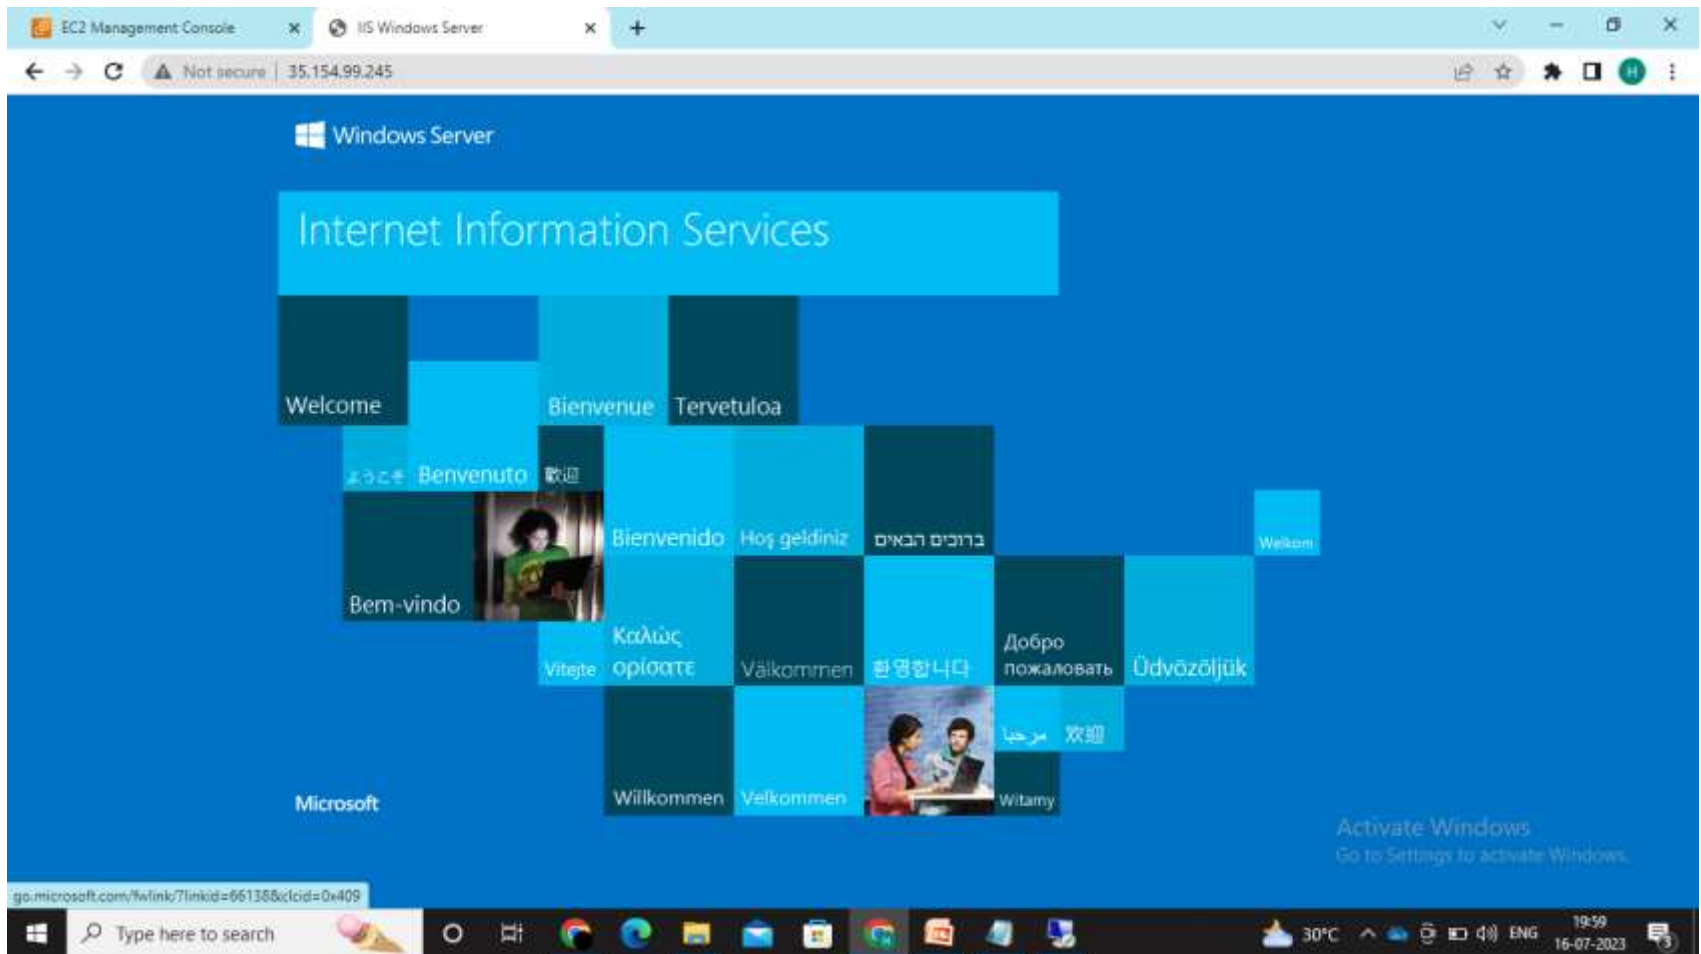 EC2 Management Console
IIS Windows Server
Not secure
35.154.99.245
H
Windows Server
Internet Information Services
Welcome
Bienvenue
Tervetuloa
ようこそ
Benvenuto
歡迎
Bienvenido
Hoş geldiniz
ברוכים הבאים
Welkom
Bem-vindo
Vítejte
Καλώς
ορίσατε
Välkommen
환영합니다
Добро
пожаловать
Üdvözöljük
مرحبا
欢迎
Willkommen
Velkommen
Witamy
Microsoft
Activate Windows
Go to Settings to activate Windows.
go.microsoft.com/fwlink/?linkid=66138&clcid=0x409
Type here to search
30°C
ENG
19:59
16-07-2023
3